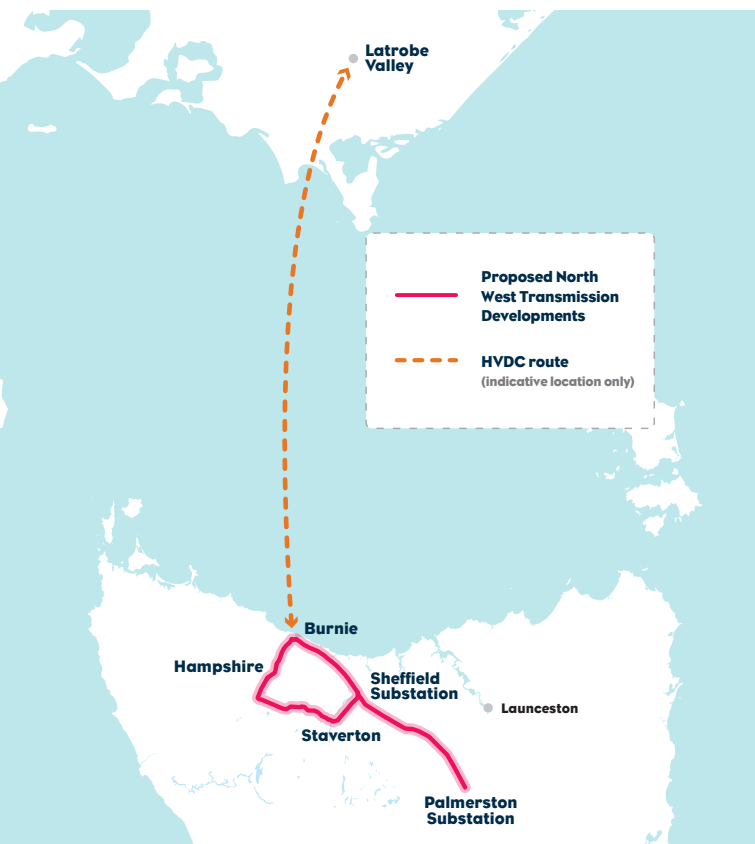 Latrobe
Valley
Proposed North
West Transmission
Developments
HVDC route
(indicative location only)
Burnie
Hampshire
Sheffield
Substation
Launceston
Staverton
Palmerston
Substation